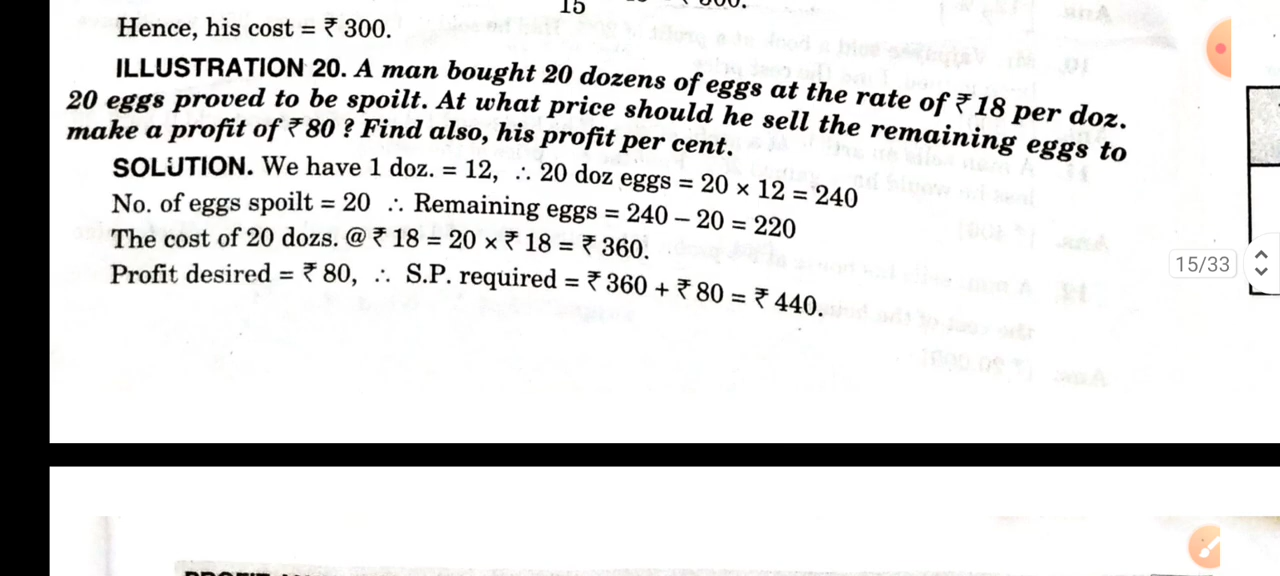 15
Hence, his cost = ₹ 300.
ILLUSTRATION 20. A man bought 20 dozens of eggs at the rate of ₹ 18 per doz.
20 eggs proved to be spoilt. At what price should he sell the remaining eggs to
make a profit of ₹ 80 ? Find also, his profit per cent.
SOLUTION. We have 1 doz. = 12, ∴ 20 doz eggs = 20 × 12 = 240
No. of eggs spoilt = 20 ∴ Remaining eggs = 240 – 20 = 220
The cost of 20 dozs. @ ₹ 18 = 20 × ₹ 18 = ₹ 360.
Profit desired = ₹ 80, ∴ S.P. required = ₹ 360 + ₹ 80 = ₹ 440.
15/33